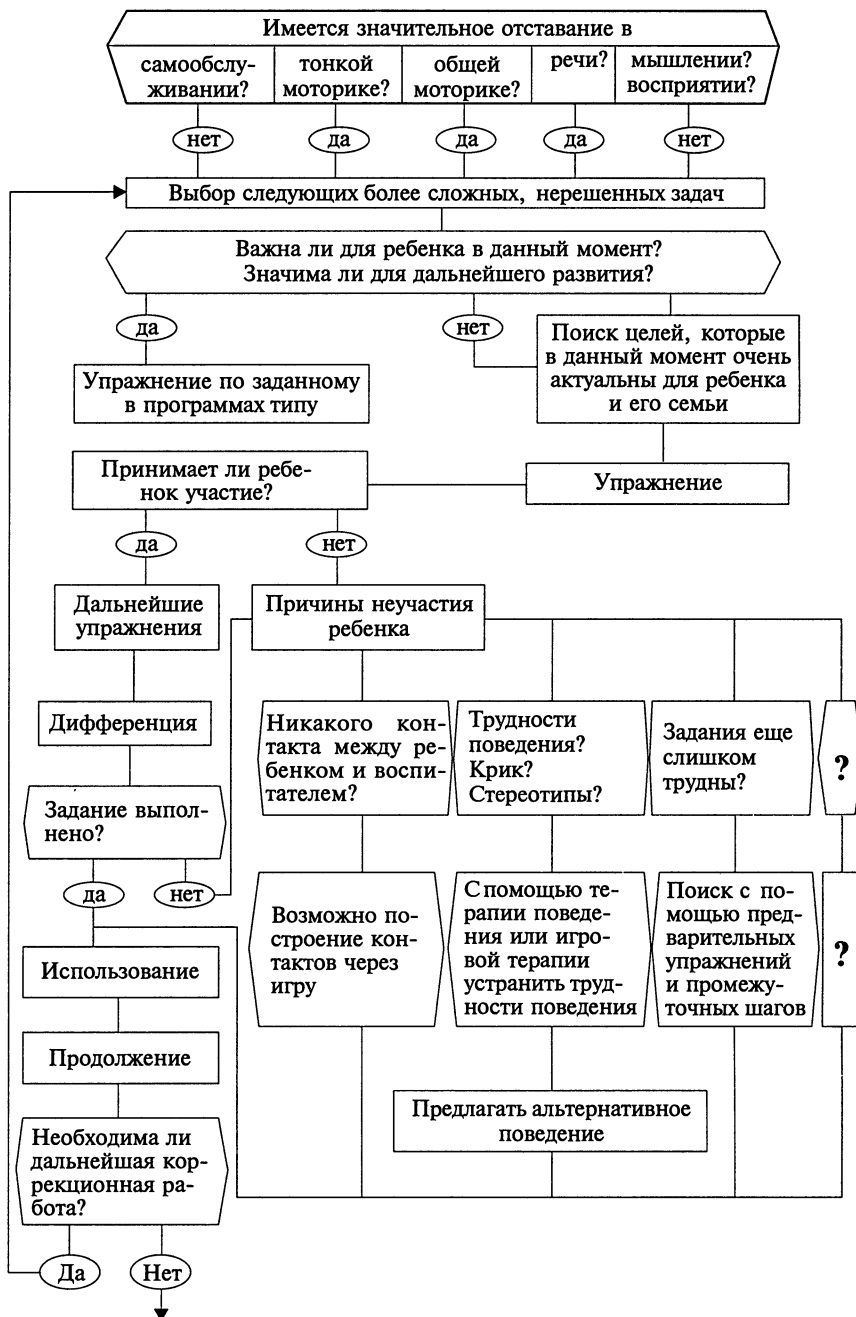 Имеется значительное отставание в
самообслу-
живании?
тонкой
моторике?
общей
моторике?
речи?
мышлении?
восприятии?
нет
да
да
да
нет
Выбор следующих более сложных, нерешенных задач
Важна ли для ребенка в данный момент?
Значима ли для дальнейшего развития?
да
нет
Поиск целей, которые
в данный момент очень
актуальны для ребенка
и его семьи
Упражнение по заданному
в программах типу
Принимает ли ребе-
нок участие?
Упражнение
да
нет
Дальнейшие
упражнения
Причины неучастия
ребенка
Дифференция
Никакого кон-
такта между ре-
бенком и воспи-
тателем?
Трудности
поведения?
Крик?
Стереотипы?
Задания еще
слишком
трудны?
?
Задание выпол-
нено?
да
нет
Возможно по-
строение кон-
тактов через
игру
С помощью те-
рапии поведе-
ния или игро-
вой терапии
устранить труд-
ности поведения
Поиск с по-
мощью пред-
варительных
упражнений
и промежу-
точных шагов
?
Использование
Продолжение
Предлагать альтернативное
поведение
Необходима ли
дальнейшая кор-
рекционная ра-
бота?
Да
Нет